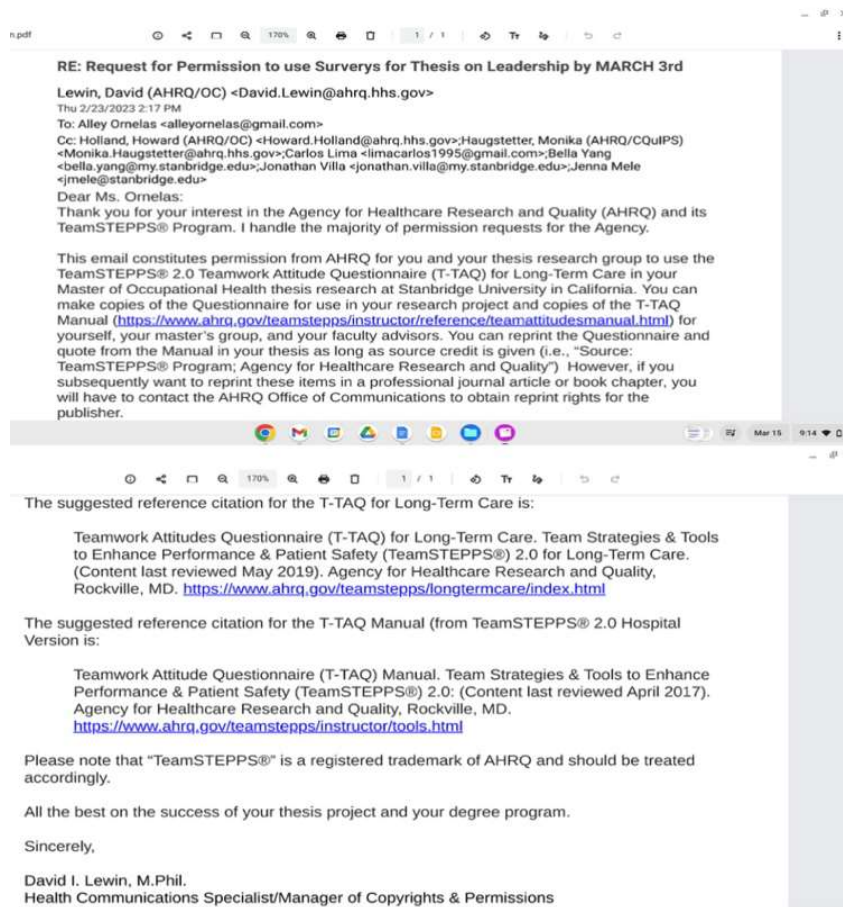 n.pdf
170%
1 / 1
RE: Request for Permission to use Surverys for Thesis on Leadership by MARCH 3rd
Lewin, David (AHRQ/OC) <David.Lewin@ahrq.hhs.gov>
Thu 2/23/2023 2:17 PM
To: Alley Ornelas <alleyornelas@gmail.com>
Cc: Holland, Howard (AHRQ/OC) <Howard.Holland@ahrq.hhs.gov>;Haugstetter, Monika (AHRQ/CQuIPS)
<Monika.Haugstetter@ahrq.hhs.gov>;Carlos Lima <limacarlos1995@gmail.com>;Bella Yang
<bella.yang@my.stanbridge.edu>;Jonathan Villa <jonathan.villa@my.stanbridge.edu>;Jenna Mele
<jmele@stanbridge.edu>
Dear Ms. Ornelas:
Thank you for your interest in the Agency for Healthcare Research and Quality (AHRQ) and its
TeamSTEPPS® Program. I handle the majority of permission requests for the Agency.
This email constitutes permission from AHRQ for you and your thesis research group to use the
TeamSTEPPS® 2.0 Teamwork Attitude Questionnaire (T-TAQ) for Long-Term Care in your
Master of Occupational Health thesis research at Stanbridge University in California. You can
make copies of the Questionnaire for use in your research project and copies of the T-TAQ
Manual (https://www.ahrq.gov/teamstepps/instructor/reference/teamattitudesmanual.html) for
yourself, your master's group, and your faculty advisors. You can reprint the Questionnaire and
quote from the Manual in your thesis as long as source credit is given (i.e., "Source:
TeamSTEPPS® Program; Agency for Healthcare Research and Quality") However, if you
subsequently want to reprint these items in a professional journal article or book chapter, you
will have to contact the AHRQ Office of Communications to obtain reprint rights for the
publisher.
Mar 15 9:14
170%
1 / 1
The suggested reference citation for the T-TAQ for Long-Term Care is:
Teamwork Attitudes Questionnaire (T-TAQ) for Long-Term Care. Team Strategies & Tools
to Enhance Performance & Patient Safety (TeamSTEPPS®) 2.0 for Long-Term Care.
(Content last reviewed May 2019). Agency for Healthcare Research and Quality,
Rockville, MD. https://www.ahrq.gov/teamstepps/longtermcare/index.html
The suggested reference citation for the T-TAQ Manual (from TeamSTEPPS® 2.0 Hospital
Version is:
Teamwork Attitude Questionnaire (T-TAQ) Manual. Team Strategies & Tools to Enhance
Performance & Patient Safety (TeamSTEPPS®) 2.0: (Content last reviewed April 2017).
Agency for Healthcare Research and Quality, Rockville, MD.
https://www.ahrq.gov/teamstepps/instructor/tools.html
Please note that "TeamSTEPPS®" is a registered trademark of AHRQ and should be treated
accordingly.
All the best on the success of your thesis project and your degree program.
Sincerely,
David I. Lewin, M.Phil.
Health Communications Specialist/Manager of Copyrights & Permissions